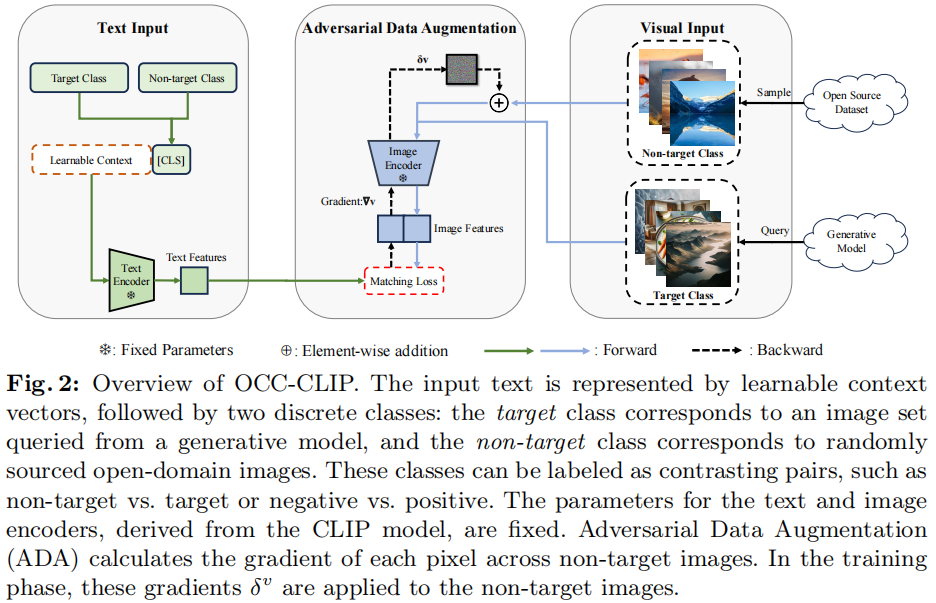 Text Input
Adversarial Data Augmentation
Visual Input
Target Class
Non-target Class
Learnable Context
[CLS]
Text
Encoder
❄
Text Features
δv
+
Image
Encoder
❄
Gradient:∇v
Image Features
Matching Loss
Non-target Class
Target Class
Sample
Query
Open Source
Dataset
Generative
Model
❄: Fixed Parameters
⊕: Element-wise addition
: Forward
: Backward
Fig. 2: Overview of OCC-CLIP. The input text is represented by learnable context
vectors, followed by two discrete classes: the target class corresponds to an image set
queried from a generative model, and the non-target class corresponds to randomly
sourced open-domain images. These classes can be labeled as contrasting pairs, such as
non-target vs. target or negative vs. positive. The parameters for the text and image
encoders, derived from the CLIP model, are fixed. Adversarial Data Augmentation
(ADA) calculates the gradient of each pixel across non-target images. In the training
phase, these gradients δᵛ are applied to the non-target images.